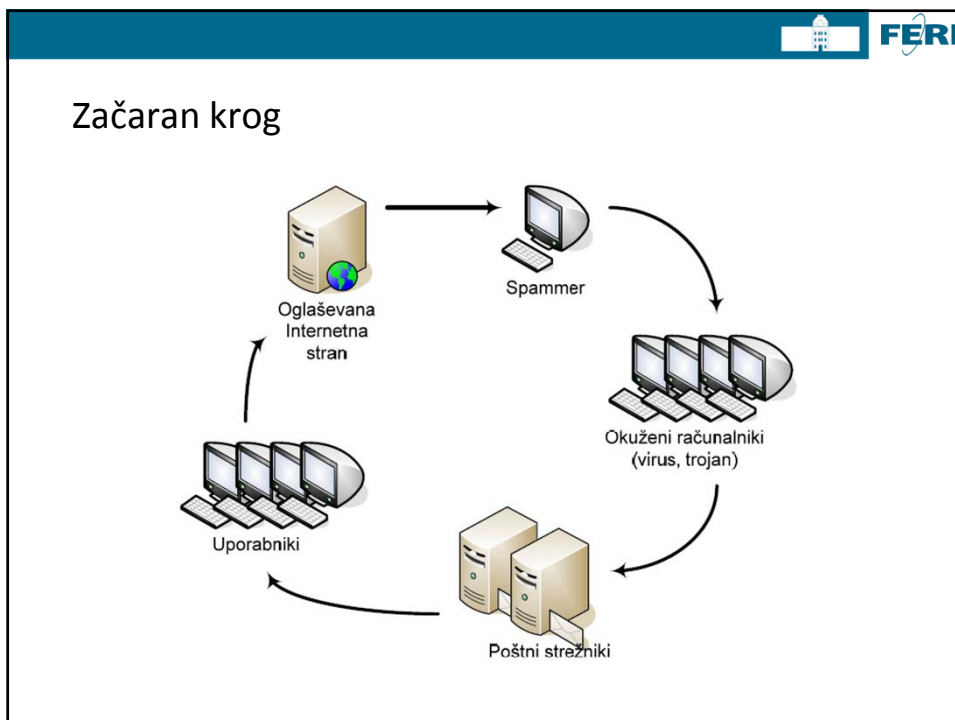 FERI
Začaran krog
Oglaševana
Internetna
stran
Spammer
Okuženi računalniki
(virus, trojan)
Poštni strežniki
Uporabniki